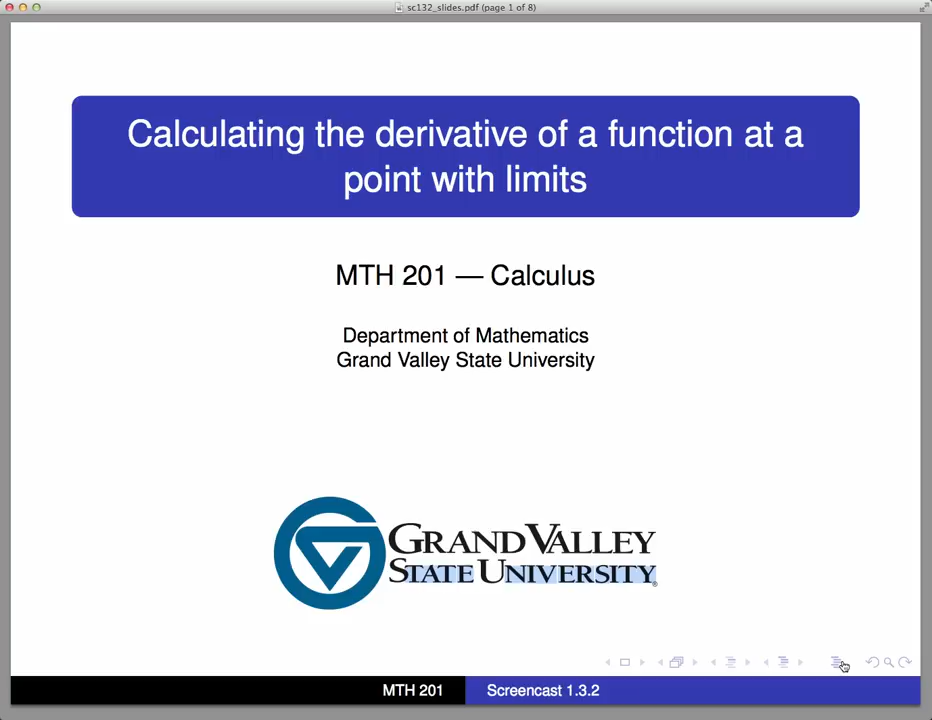 sc132_slides.pdf (page 1 of 8)
Calculating the derivative of a function at a
point with limits
MTH 201 — Calculus
Department of Mathematics
Grand Valley State University
GRAND VALLEY
STATE UNIVERSITY®
MTH 201
Screencast 1.3.2